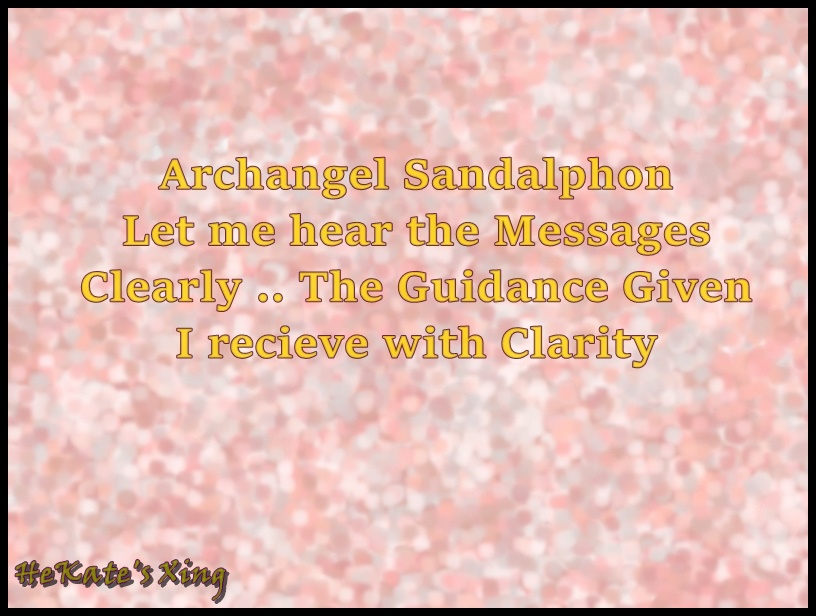 Archangel Sandalphon
Let me hear the Messages
Clearly .. The Guidance Given
I recieve with Clarity
HeKate's Xing